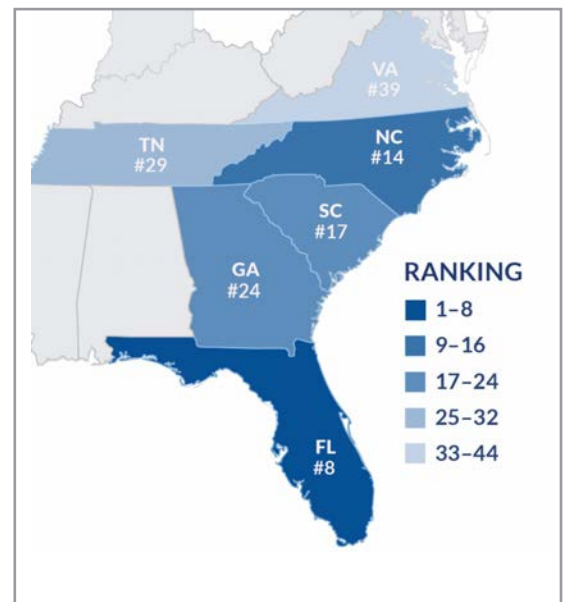 VA
#39
TN
#29
NC
#14
SC
#17
GA
#24
FL
#8
RANKING
1–8
9–16
17–24
25–32
33–44